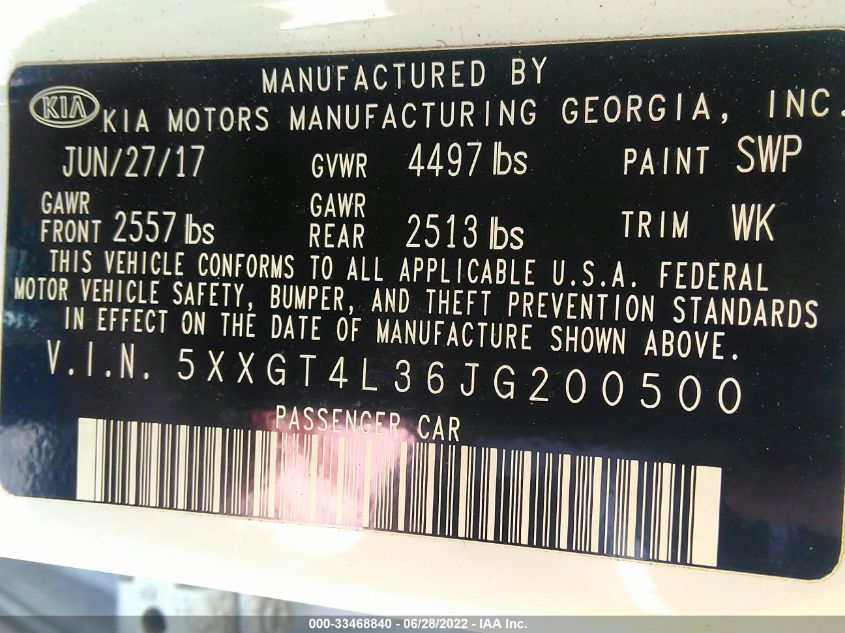 MANUFACTURED BY
KIA KIA MOTORS MANUFACTURING GEORGIA, INC.
JUN/27/17 GVWR 4497 lbs PAINT SWP
GAWR FRONT 2557 lbs GAWR REAR 2513 lbs TRIM WK
THIS VEHICLE CONFORMS TO ALL APPLICABLE U.S.A. FEDERAL
MOTOR VEHICLE SAFETY, BUMPER, AND THEFT PREVENTION STANDARDS
IN EFFECT ON THE DATE OF MANUFACTURE SHOWN ABOVE.
V.I.N. 5XXGT4L36JG200500
PASSENGER CAR
000-33468840 - 06/28/2022 - IAA Inc.